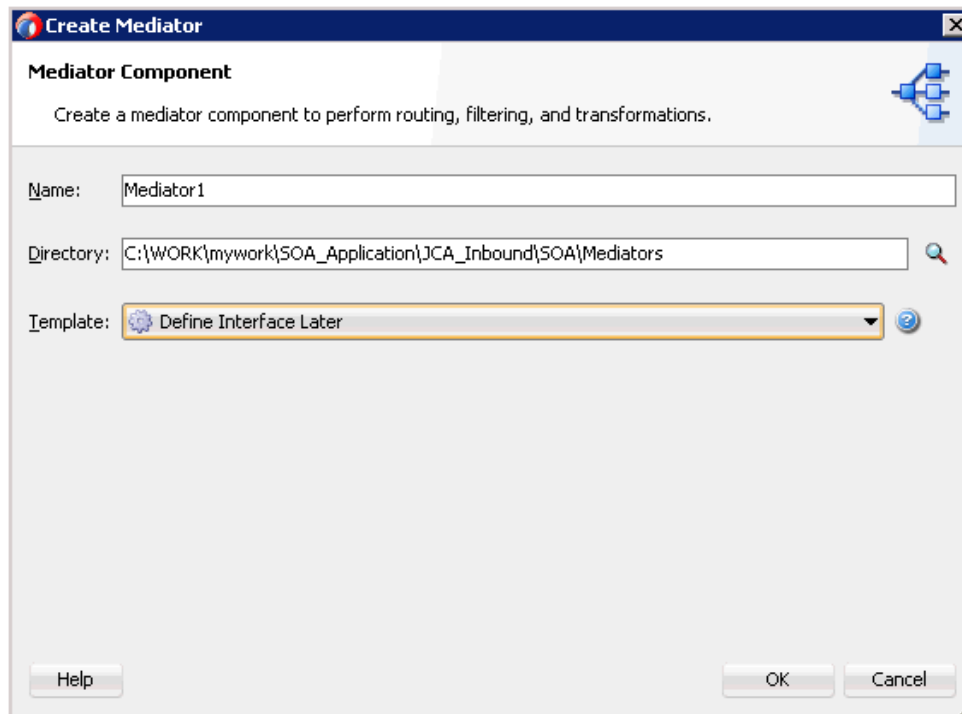 Create Mediator
Mediator Component
Create a mediator component to perform routing, filtering, and transformations.
Name: Mediator1
Directory: C:\WORK\mywork\SOA_Application\JCA_Inbound\SOA\Mediators
Template: Define Interface Later
Help OK Cancel